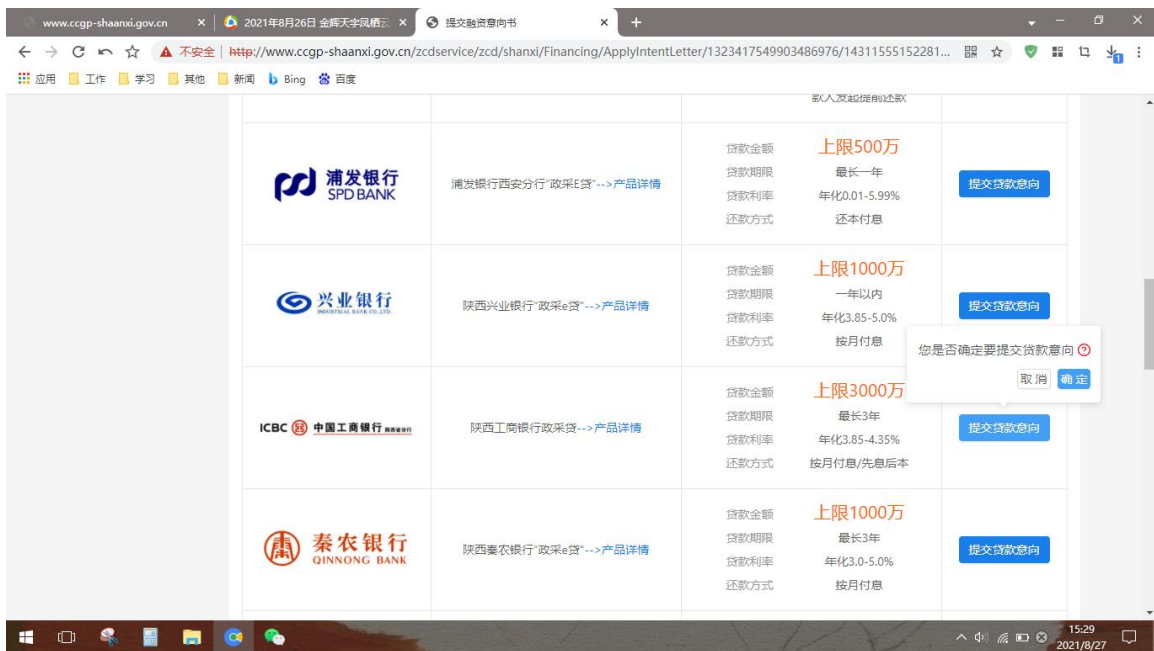 www.ccgp-shaanxi.gov.cn
2021年8月26日 金辉天宇凤栖云
提交融资意向书
不安全 http://www.ccgp-shaanxi.gov.cn/zcdservice/zcd/shanxi/Financing/ApplyIntentLetter/1323417549903486976/14311555152281...
应用 工作 学习 其他 新闻 Bing 百度
款人发起提前还款
浦发银行
SPD BANK
浦发银行西安分行"政采E贷"-->产品详情
贷款金额 上限500万
贷款期限 最长一年
贷款利率 年化0.01-5.99%
还款方式 还本付息
提交贷款意向
兴业银行
INDUSTRIAL BANK CO.,LTD.
陕西兴业银行"政采e贷"-->产品详情
贷款金额 上限1000万
贷款期限 一年以内
贷款利率 年化3.85-5.0%
还款方式 按月付息
提交贷款意向
您是否确定要提交贷款意向
取消 确定
ICBC 中国工商银行
陕西工商银行政采贷-->产品详情
贷款金额 上限3000万
贷款期限 最长3年
贷款利率 年化3.85-4.35%
还款方式 按月付息/先息后本
提交贷款意向
秦农银行
QINNONG BANK
陕西秦农银行"政采e贷"-->产品详情
贷款金额 上限1000万
贷款期限 最长3年
贷款利率 年化3.0-5.0%
还款方式 按月付息
提交贷款意向
15:29
2021/8/27